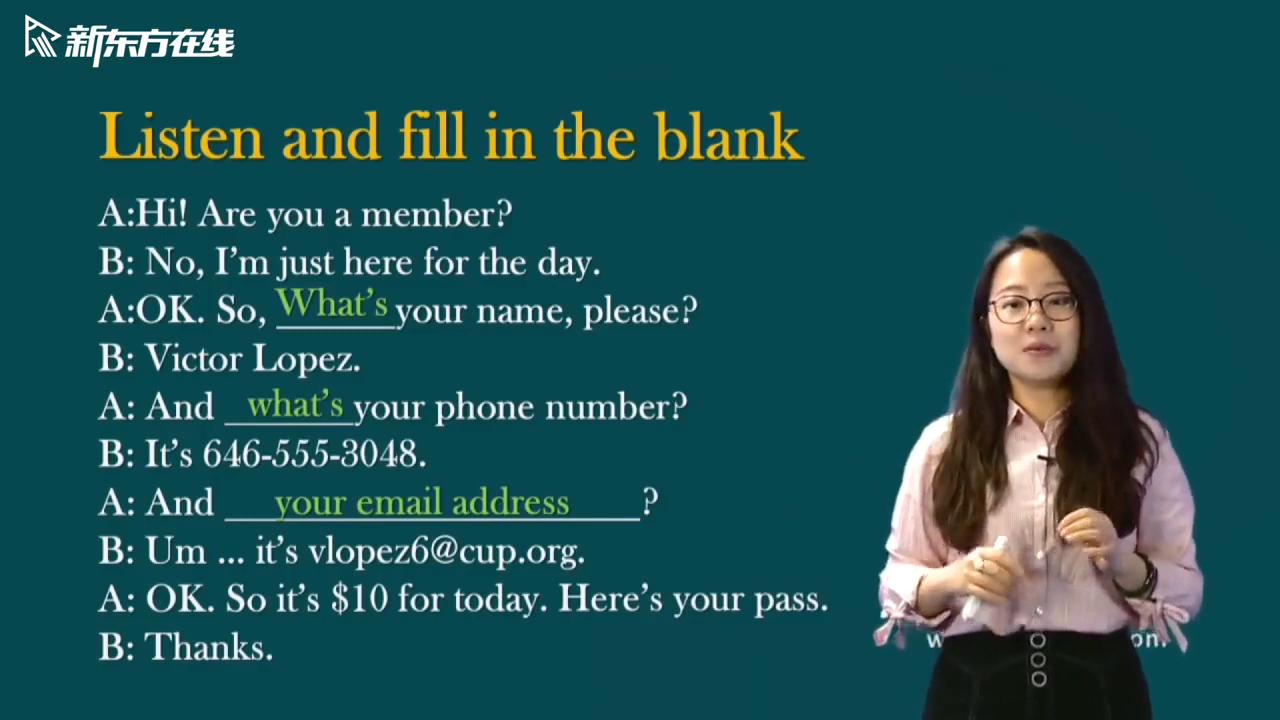 新东方在线
Listen and fill in the blank
A:Hi! Are you a member?
B: No, I'm just here for the day.
A:OK. So, What's your name, please?
B: Victor Lopez.
A: And what's your phone number?
B: It's 646-555-3048.
A: And your email address?
B: Um ... it's vlopez6@cup.org.
A: OK. So it's $10 for today. Here's your pass.
B: Thanks.